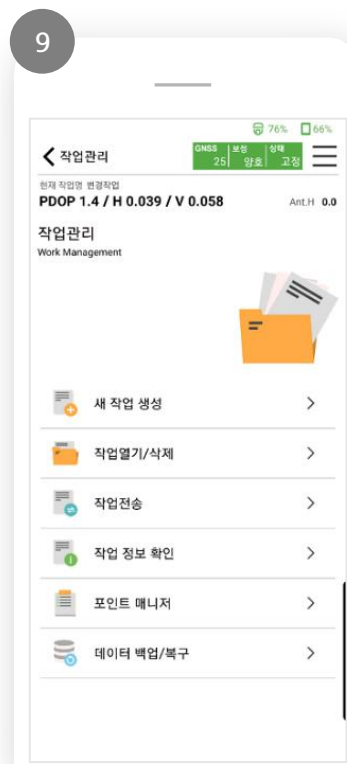 9
76% 66%
작업관리
GNSS 보정 상태
25 양호 고정
현재 작업명 변경작업
PDOP 1.4 / H 0.039 / V 0.058 Ant.H 0.0
작업관리
Work Management
새 작업 생성
작업열기/삭제
작업전송
작업 정보 확인
포인트 매니저
데이터 백업/복구